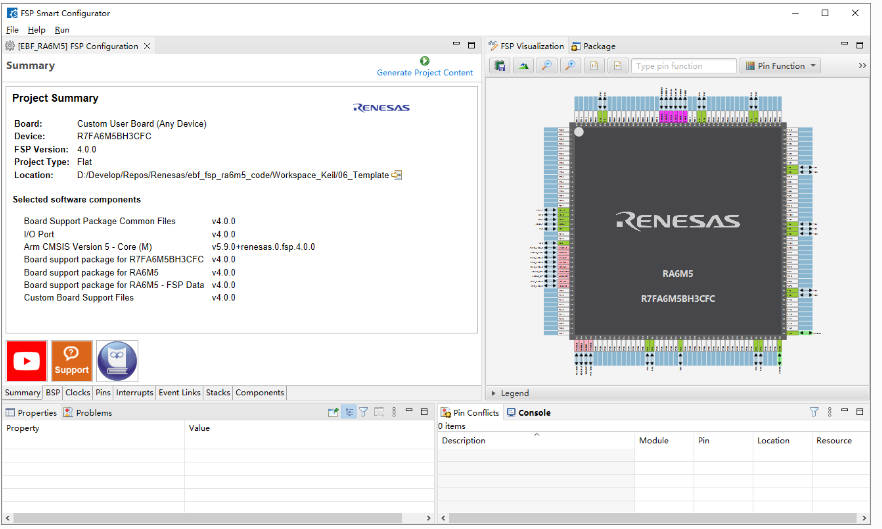 FSP Smart Configurator
File Help Run
[EBF_RA6M5] FSP Configuration
Summary
Generate Project Content
Project Summary
RENESAS
Board: Custom User Board (Any Device)
Device: R7FA6M5BH3CFC
FSP Version: 4.0.0
Project Type: Flat
Location: D:/Develop/Repos/Renesas/ebf_fsp_ra6m5_code/Workspace_Keil/06_Template
Selected software components
Board Support Package Common Files v4.0.0
I/O Port v4.0.0
Arm CMSIS Version 5 - Core (M) v5.9.0+renesas.0.fsp.4.0.0
Board support package for R7FA6M5BH3CFC v4.0.0
Board support package for RA6M5 v4.0.0
Board support package for RA6M5 - FSP Data v4.0.0
Custom Board Support Files v4.0.0
Support
Summary BSP Clocks Pins Interrupts Event Links Stacks Components
FSP Visualization Package
Type pin function Pin Function
RENESAS
RA6M5
R7FA6M5BH3CFC
Legend
Properties Problems
Property Value
Pin Conflicts Console
0 items
Description Module Pin Location Resource